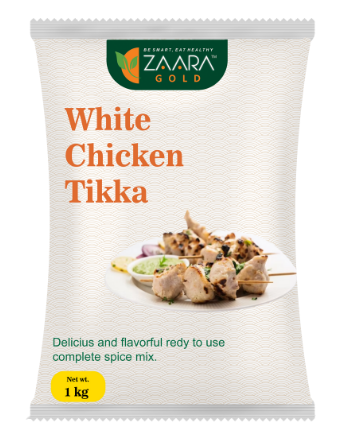 BE SMART, EAT HEALTHY
ZAARA™
GOLD
White
Chicken
Tikka
Delicius and flavorful redy to use
complete spice mix.
Net wt.
1 kg